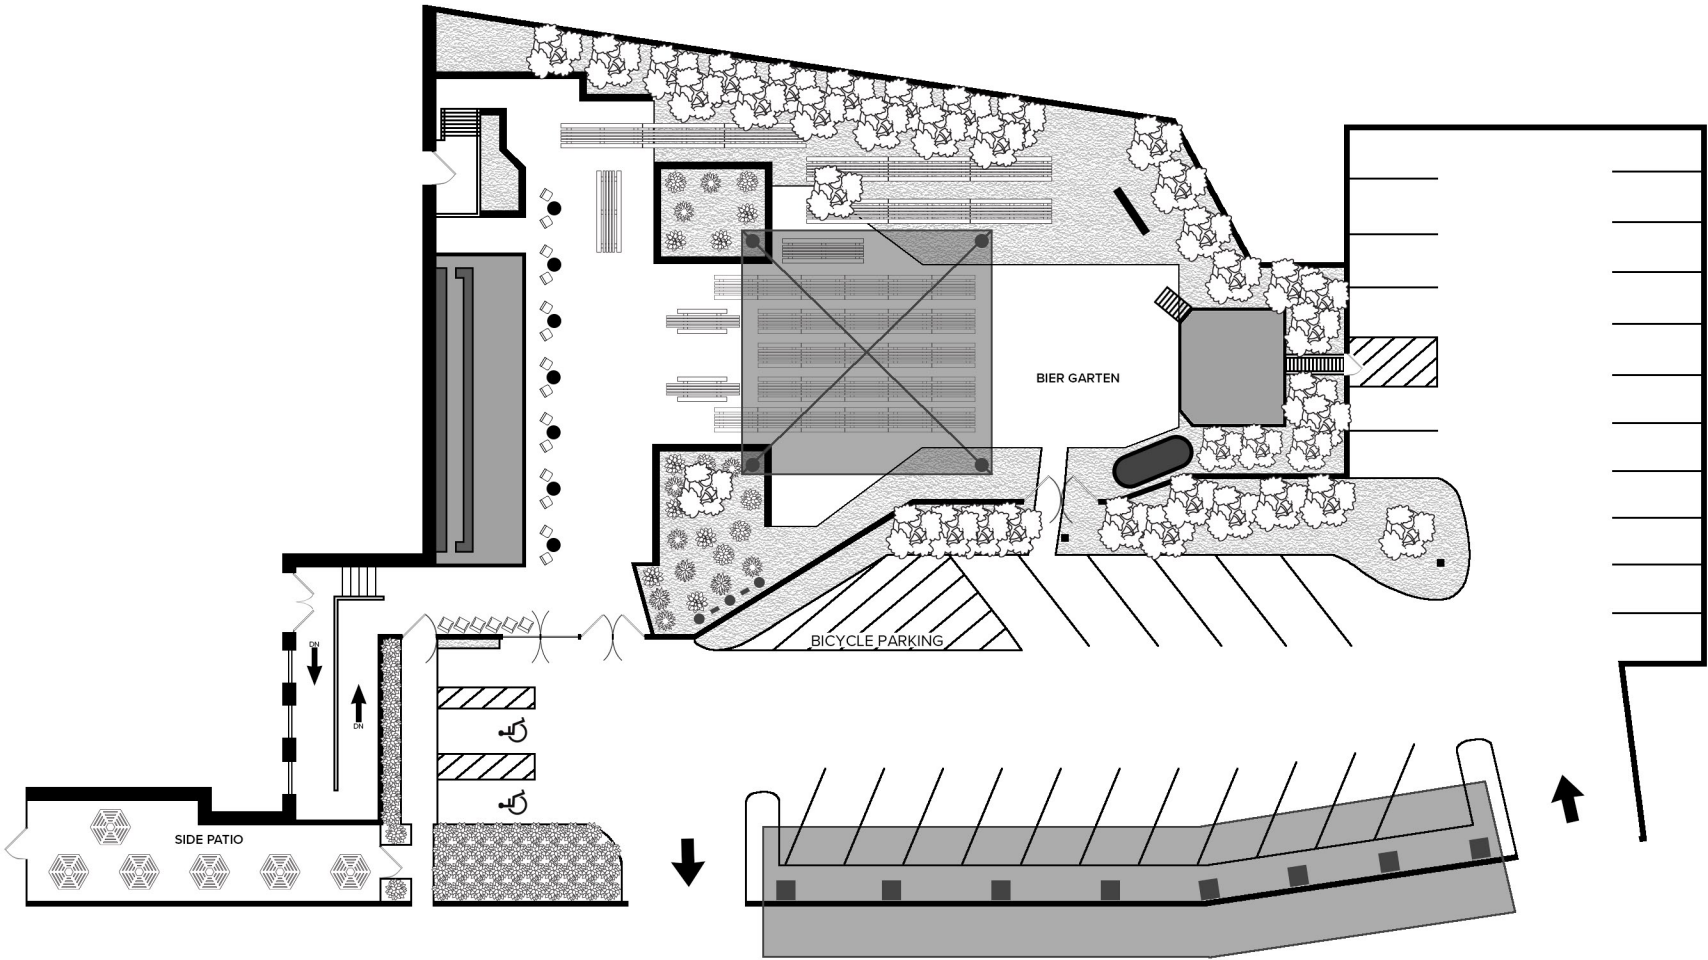 BIER GARTEN
BICYCLE PARKING
DN
DN
SIDE PATIO